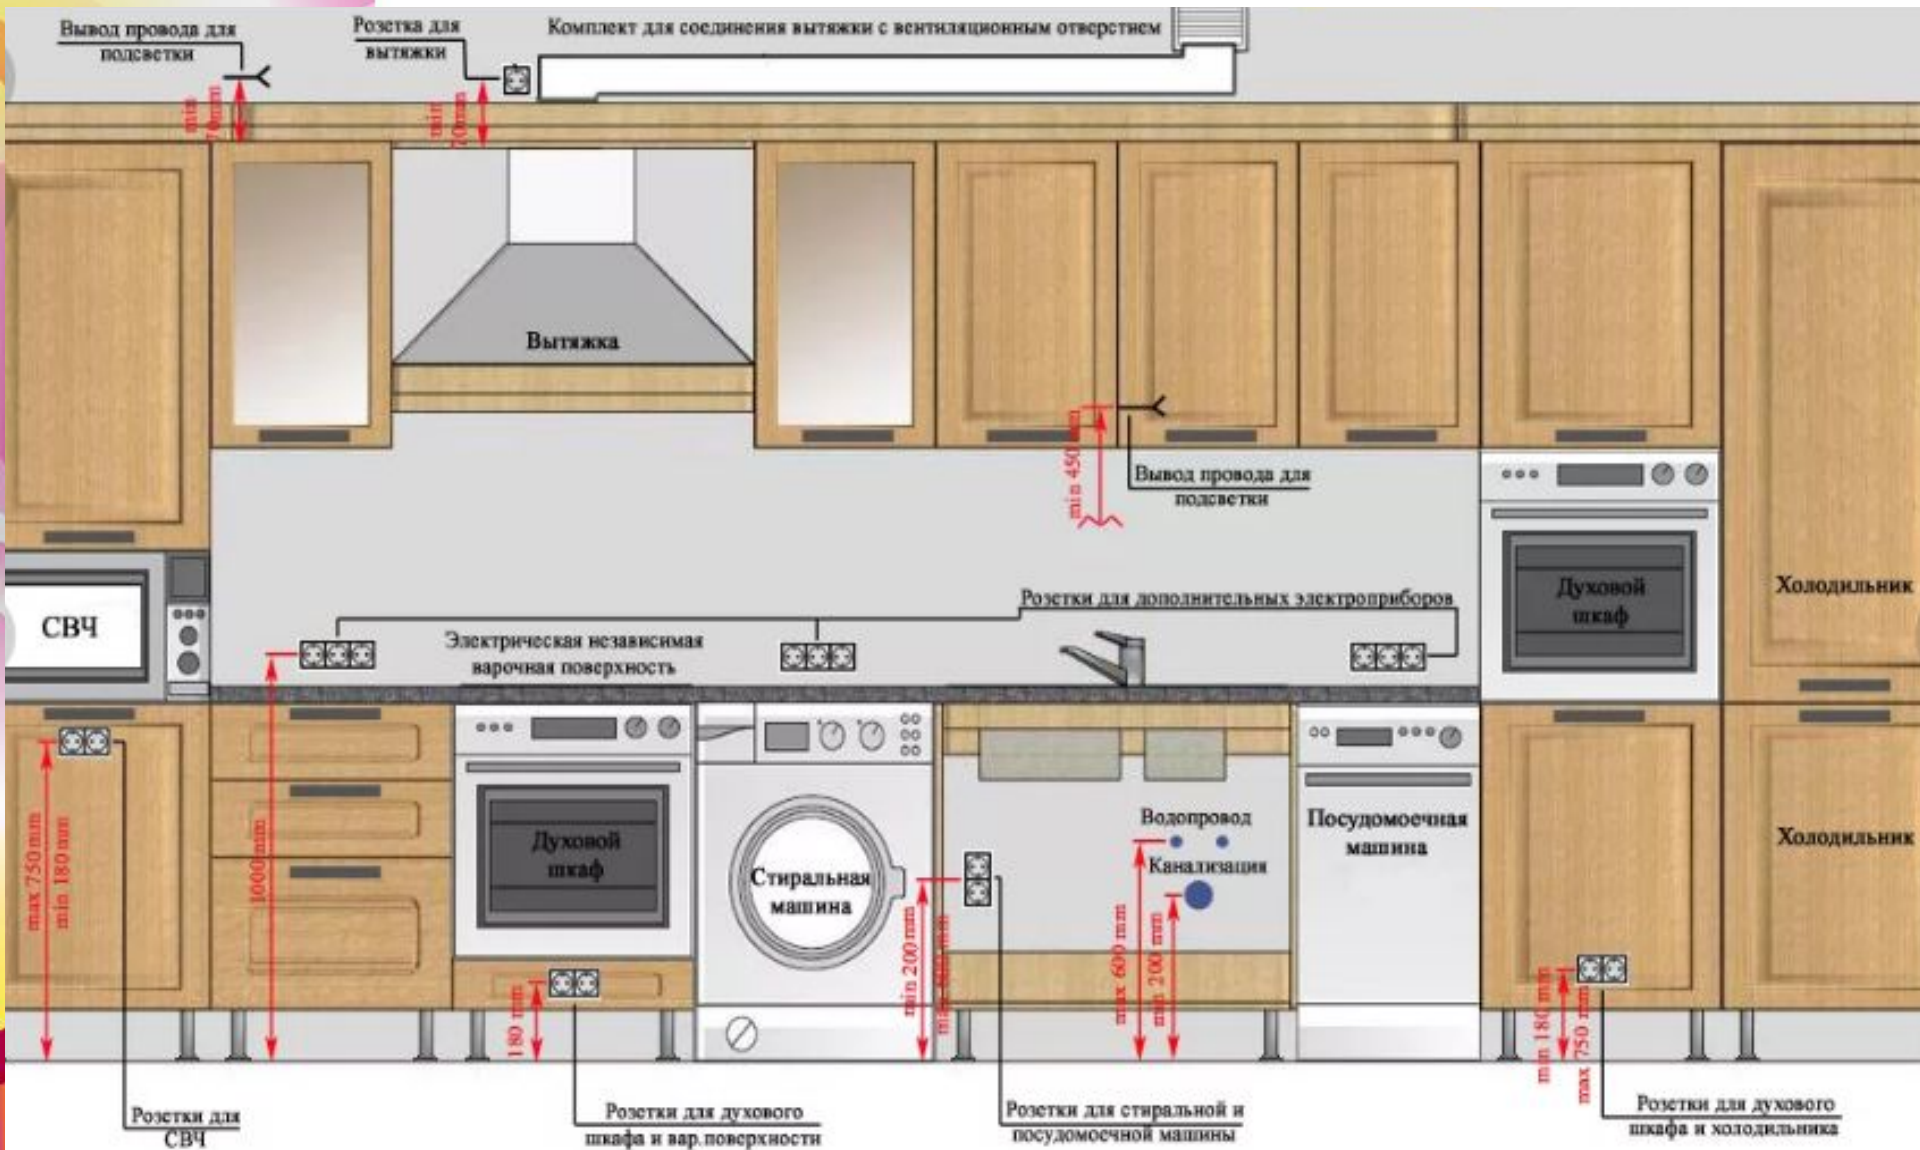 Вывод провода для
подсветки
Розетка для
вытяжки
Комплект для соединения вытяжки с вентиляционным отверстием
min
70mm
min
70mm
Вытяжка
min 450 mm
Вывод провода для
подсветки
СВЧ
Электрическая независимая
варочная поверхность
Розетки для дополнительных электроприборов
Духовой
шкаф
Холодильник
max 750 mm
min 180 mm
1000 mm
Духовой
шкаф
180 mm
Стиральная
машина
min 200 mm
Водопровод
Канализация
max 600 mm
min 200 mm
Посудомоечная
машина
Холодильник
min 180 mm
max 750 mm
Розетки для
СВЧ
Розетки для духового
шкафа и вар.поверхности
Розетки для стиральной и
посудомоечной машины
Розетки для духового
шкафа и холодильника